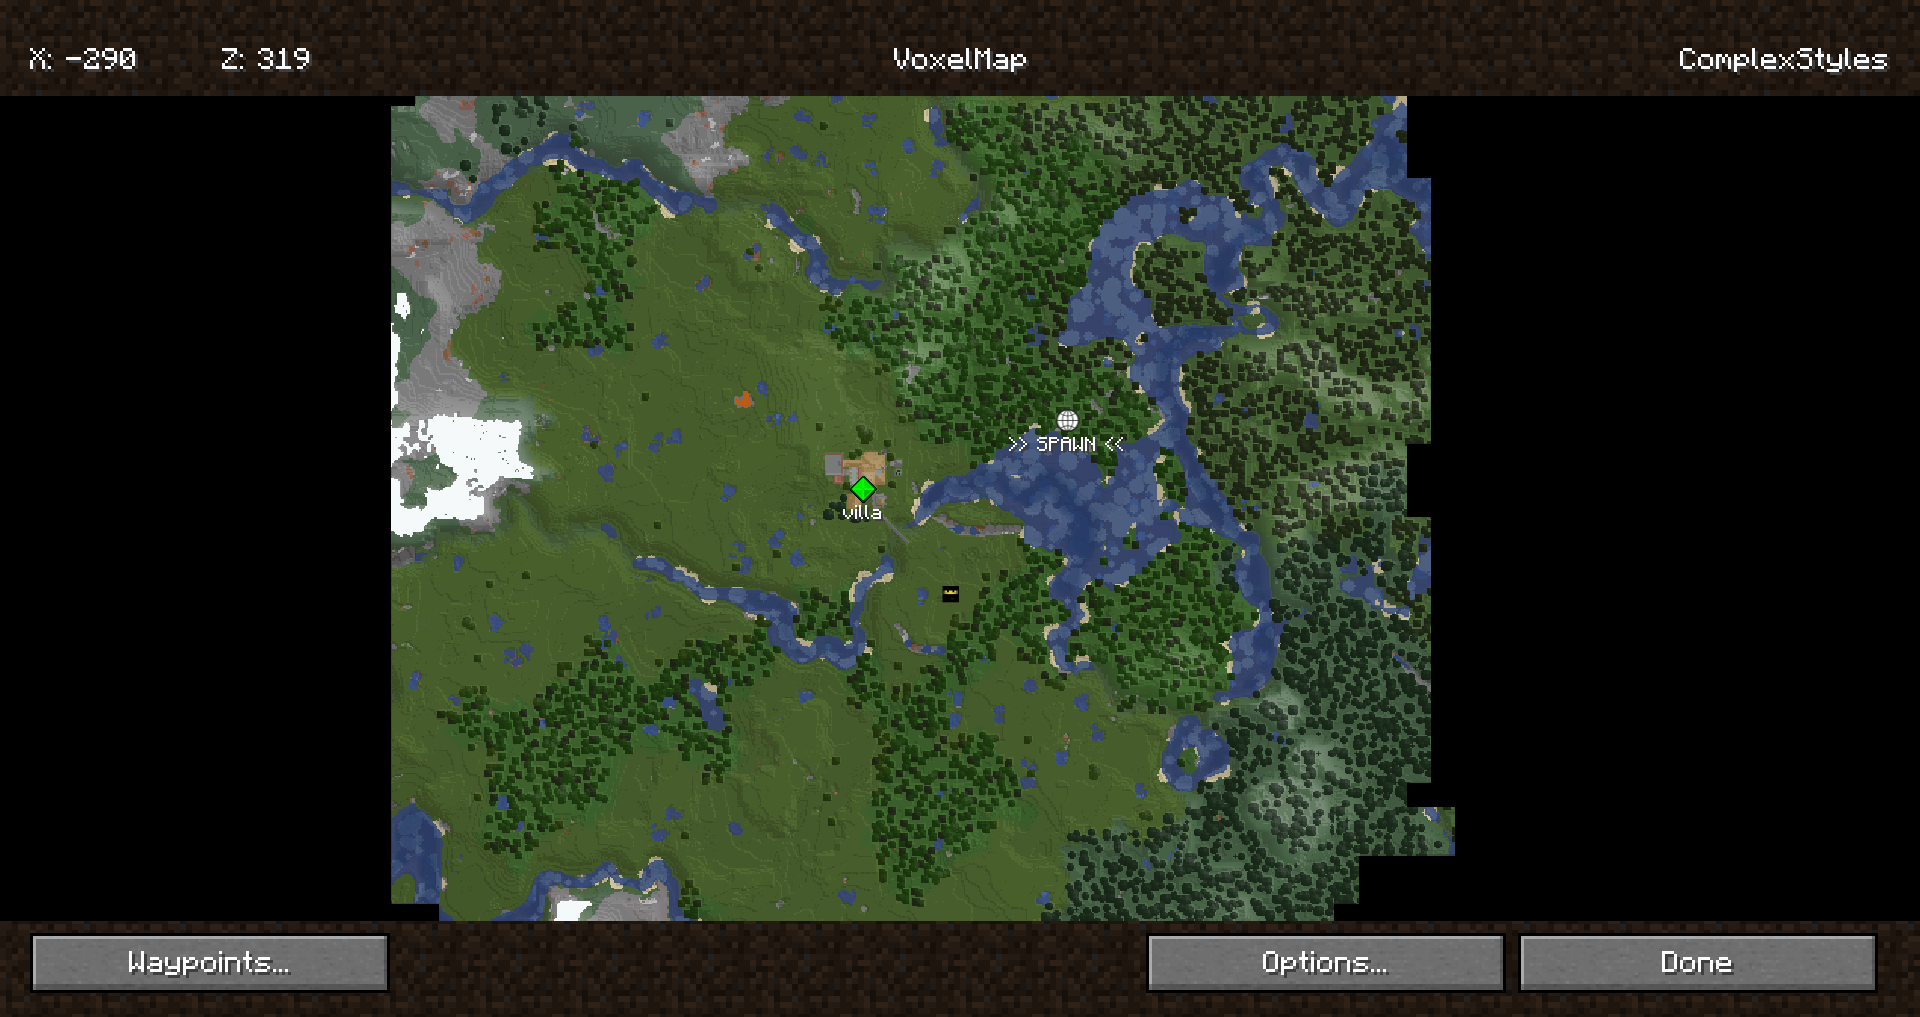 X: -290 Z: 319 VoxelMap ComplexStyles
>> SPAWN <<
villa
Waypoints... Options... Done